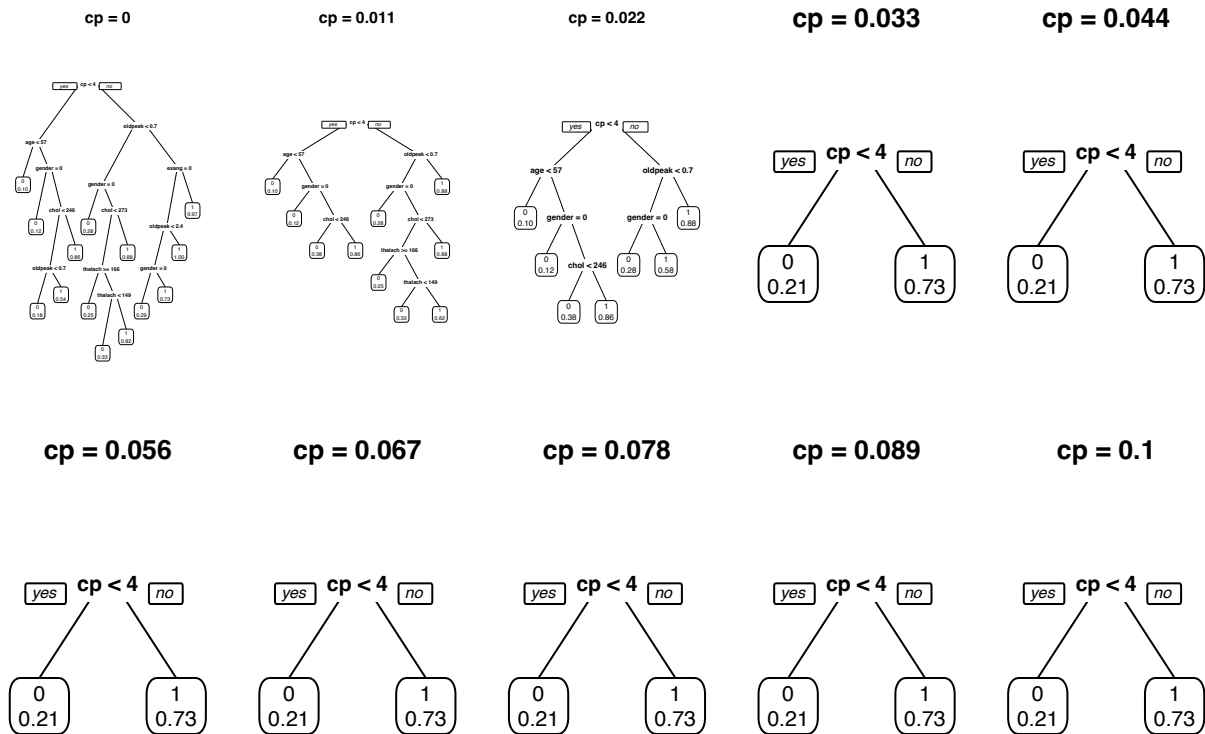 cp = 0
yes cp < 4 no
oldpeak < 0.7
age < 57
gender = 0
exang = 0
0
0.10
gender = 0
chol < 246
chol < 273
1
0.97
0
0.12
0
0.28
oldpeak < 2.4
1
0.86
1
0.88
1
1.00
oldpeak < 0.7
thalach >= 166
gender = 0
1
0.54
1
0.73
thalach < 149
0
0.18
0
0.25
0
0.29
1
0.82
0
0.33
cp = 0.011
yes cp < 4 no
age < 57
oldpeak < 0.7
0
0.10
gender = 0
gender = 0
1
0.88
0
0.12
chol < 246
0
0.28
chol < 273
0
0.38
1
0.86
thalach >= 166
1
0.88
0
0.25
thalach < 149
0
0.33
1
0.82
cp = 0.022
yes cp < 4 no
age < 57
oldpeak < 0.7
0
0.10
gender = 0
gender = 0
1
0.88
0
0.12
chol < 246
0
0.28
1
0.58
0
0.38
1
0.86
cp = 0.033
yes cp < 4 no
0
0.21
1
0.73
cp = 0.044
yes cp < 4 no
0
0.21
1
0.73
cp = 0.056
yes cp < 4 no
0
0.21
1
0.73
cp = 0.067
yes cp < 4 no
0
0.21
1
0.73
cp = 0.078
yes cp < 4 no
0
0.21
1
0.73
cp = 0.089
yes cp < 4 no
0
0.21
1
0.73
cp = 0.1
yes cp < 4 no
0
0.21
1
0.73